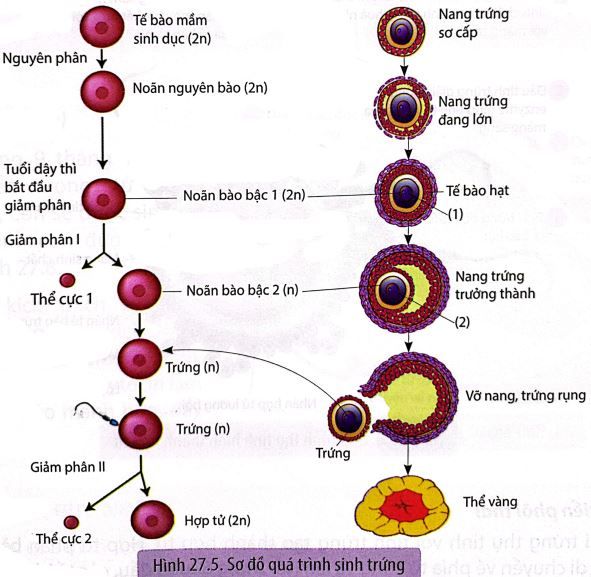 Tế bào mầm
sinh dục (2n)
Nguyên phân
Noãn nguyên bào (2n)
Tuổi dậy thì
bắt đầu
giảm phân
Noãn bào bậc 1 (2n)
Giảm phân I
Thể cực 1
Noãn bào bậc 2 (n)
Trứng (n)
Trứng (n)
Giảm phân II
Thể cực 2
Hợp tử (2n)
Nang trứng
sơ cấp
Nang trứng
đang lớn
Tế bào hạt
(1)
Nang trứng
trưởng thành
(2)
Vỡ nang, trứng rụng
Trứng
Thể vàng
Hình 27.5. Sơ đồ quá trình sinh trứng